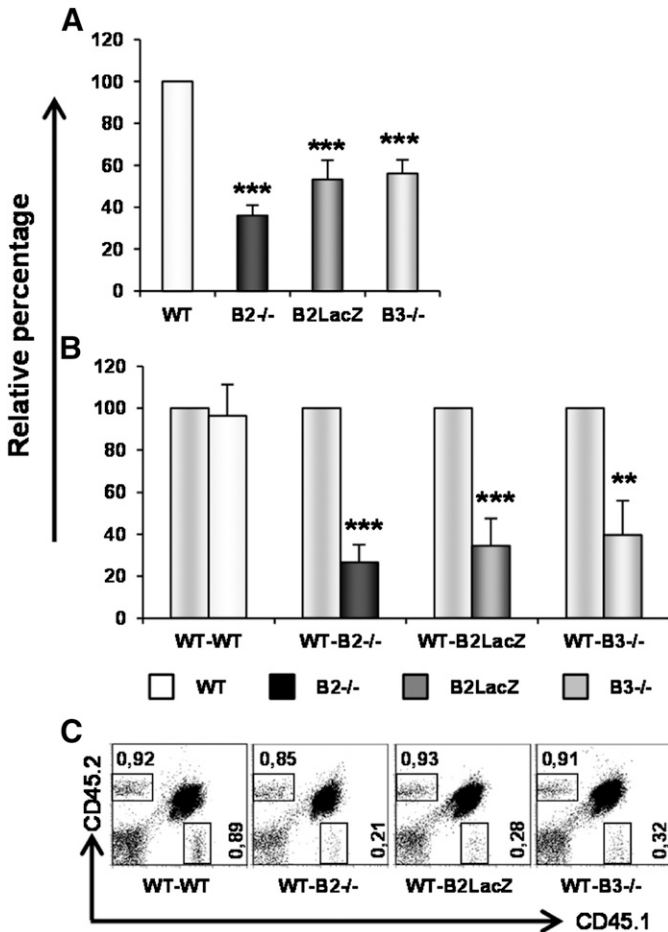 A
120
100
80
60
40
20
0
***
***
***
WT
B2-/-
B2LacZ
B3-/-
Relative percentage
B
120
100
80
60
40
20
0
***
***
**
WT-WT
WT-B2-/-
WT-B2LacZ
WT-B3-/-
WT
B2-/-
B2LacZ
B3-/-
C
CD45.2
0,92
0,89
0,85
0,21
0,93
0,28
0,91
0,32
WT-WT
WT-B2-/-
WT-B2LacZ
WT-B3-/-
CD45.1